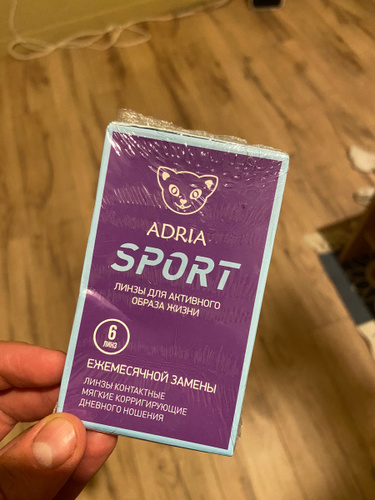 ADRIA
SPORT
ЛИНЗЫ ДЛЯ АКТИВНОГО
ОБРАЗА ЖИЗНИ
6
ЛИНЗ
ЕЖЕМЕСЯЧНОЙ ЗАМЕНЫ
ЛИНЗЫ КОНТАКТНЫЕ
МЯГКИЕ КОРРИГИРУЮЩИЕ
ДНЕВНОГО НОШЕНИЯ